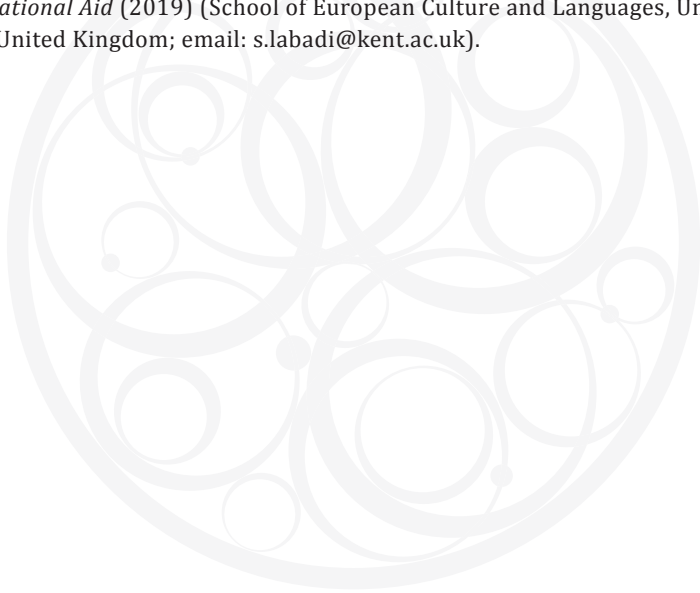 ational Aid (2019) (School of European Culture and Languages, Un
United Kingdom; email: s.labadi@kent.ac.uk).